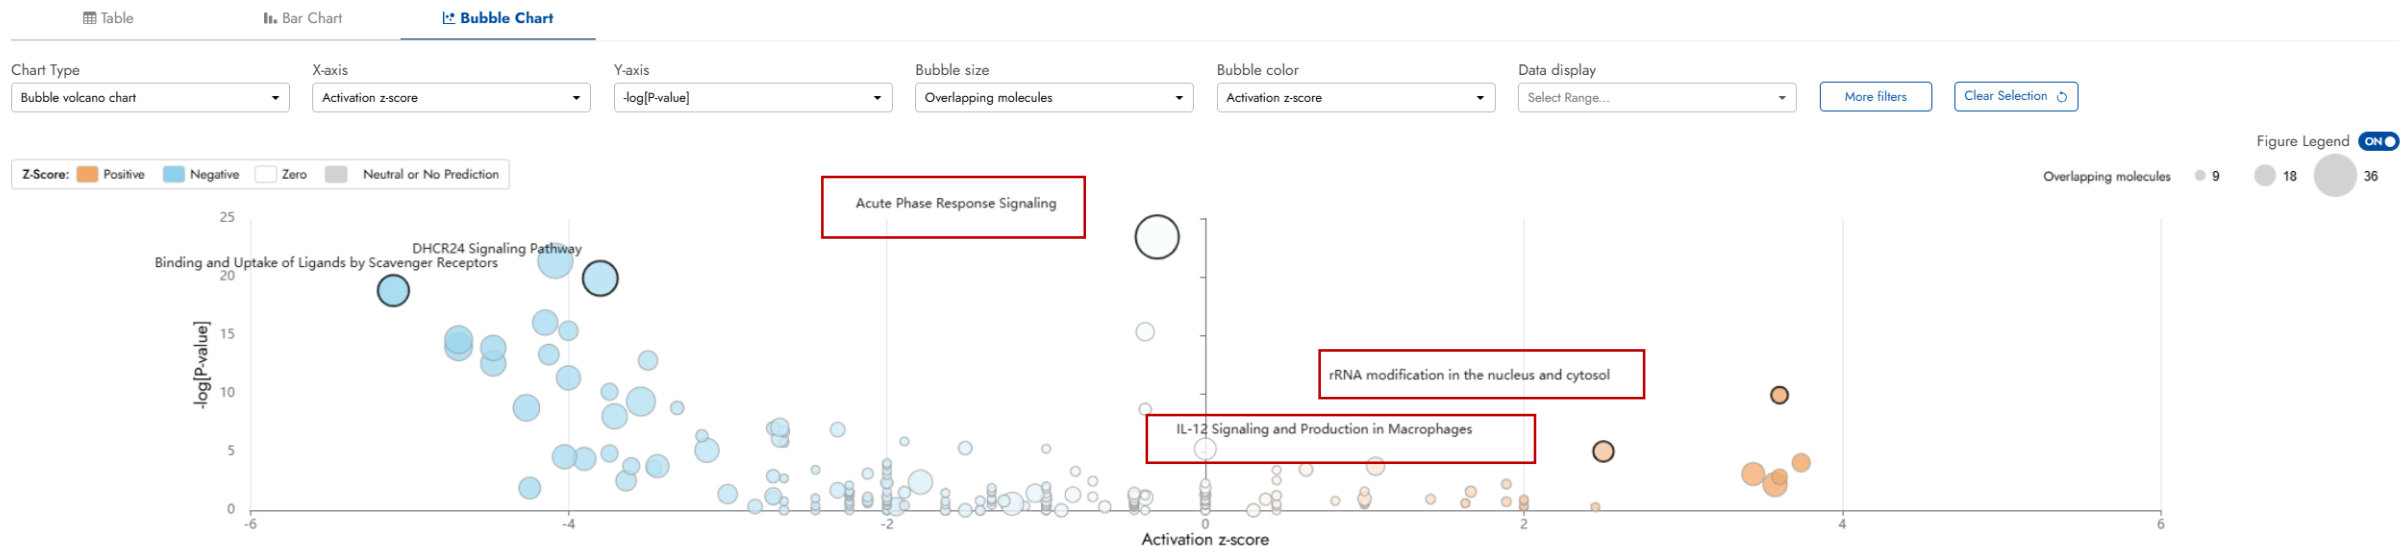 Table Bar Chart Bubble Chart
Chart Type X-axis Y-axis Bubble size Bubble color Data display
Bubble volcano chart Activation z-score -log[P-value] Overlapping molecules Activation z-score Select Range... More filters Clear Selection
Figure Legend ON
Z-Score: Positive Negative Zero Neutral or No Prediction
Overlapping molecules 9 18 36
Acute Phase Response Signaling
25
DHCR24 Signaling Pathway
Binding and Uptake of Ligands by Scavenger Receptors
20
15
rRNA modification in the nucleus and cytosol
10
IL-12 Signaling and Production in Macrophages
5
0
-log[P-value]
-6 -4 -2 0 2 4 6
Activation z-score